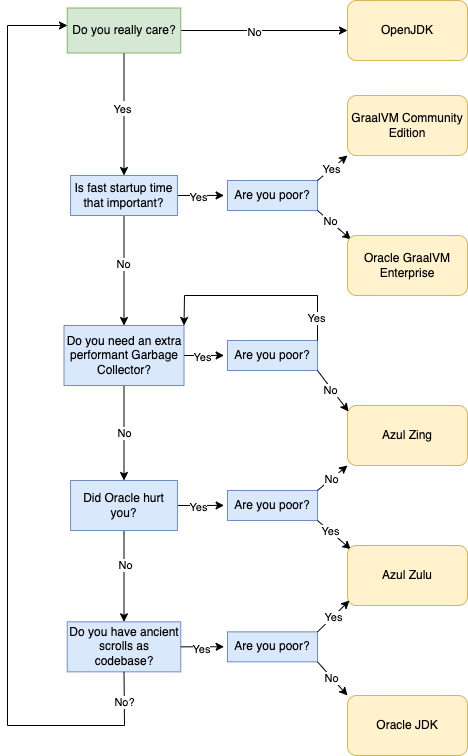 Do you really care?
No
OpenJDK
Yes
GraalVM Community
Edition
Is fast startup time
that important?
Yes
Are you poor?
Yes
No
Oracle GraalVM
Enterprise
No
Yes
Do you need an extra
performant Garbage
Collector?
Yes
Are you poor?
No
Azul Zing
No
Did Oracle hurt
you?
Yes
Are you poor?
No
Yes
Azul Zulu
No
Do you have ancient
scrolls as
codebase?
Yes
Are you poor?
Yes
No
Oracle JDK
No?